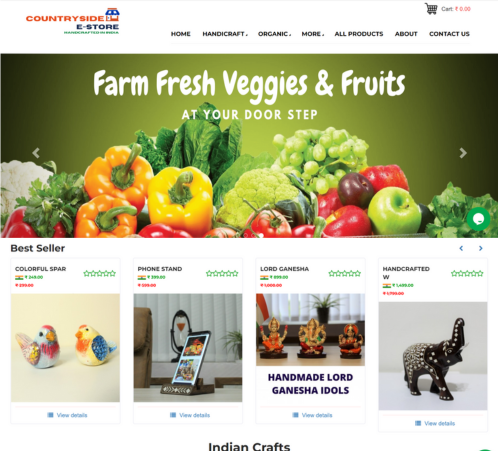 COUNTRYSIDE
E-STORE
HANDCRAFTED IN INDIA
Cart: ₹ 0.00
HOME HANDICRAFT ORGANIC MORE ALL PRODUCTS ABOUT CONTACT US
Farm Fresh Veggies & Fruits
AT YOUR DOOR STEP
Best Seller
COLORFUL SPAR
₹ 249.00
PHONE STAND
₹ 399.00
₹ 599.00
LORD GANESHA
₹ 899.00
₹ 1,000.00
HANDMADE LORD
GANESHA IDOLS
HANDCRAFTED
W
₹ 1,499.00
₹ 1,700.00
View details
View details
View details
View details
Indian Crafts